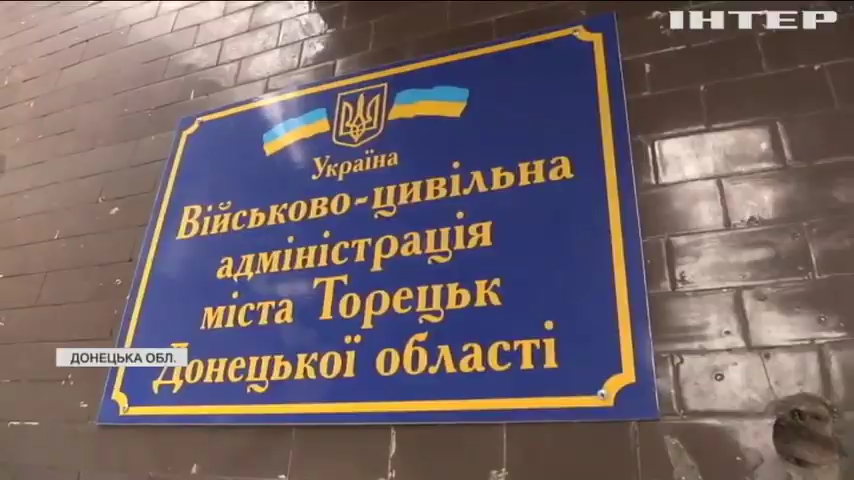 ІНТЕР
Україна
Військово-цивільна
адміністрація
міста Торецьк
ДОНЕЦЬКА ОБЛ.
Донецької області